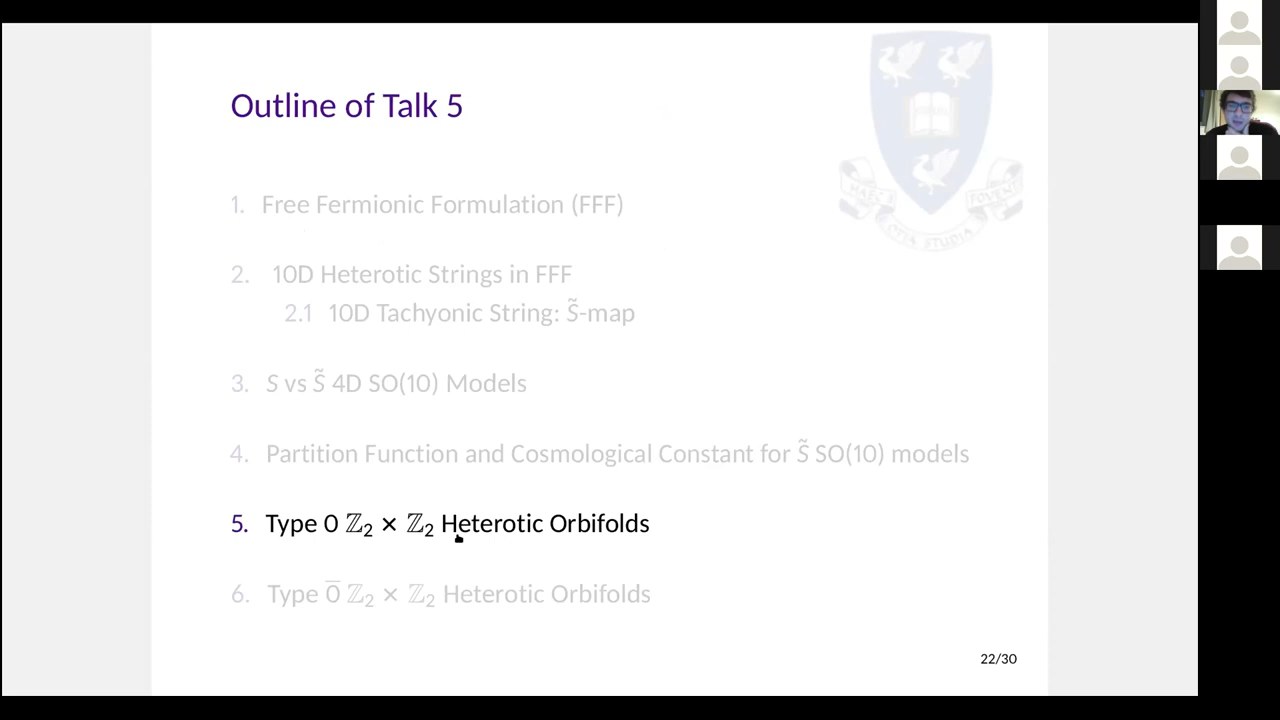 Outline of Talk 5
1. Free Fermionic Formulation (FFF)
2. 10D Heterotic Strings in FFF
2.1 10D Tachyonic String: S̃-map
3. S vs S̃ 4D SO(10) Models
4. Partition Function and Cosmological Constant for S̃ SO(10) models
5. Type 0 ℤ₂ × ℤ₂ Heterotic Orbifolds
6. Type 0̅ ℤ₂ × ℤ₂ Heterotic Orbifolds
22/30
STUDIA